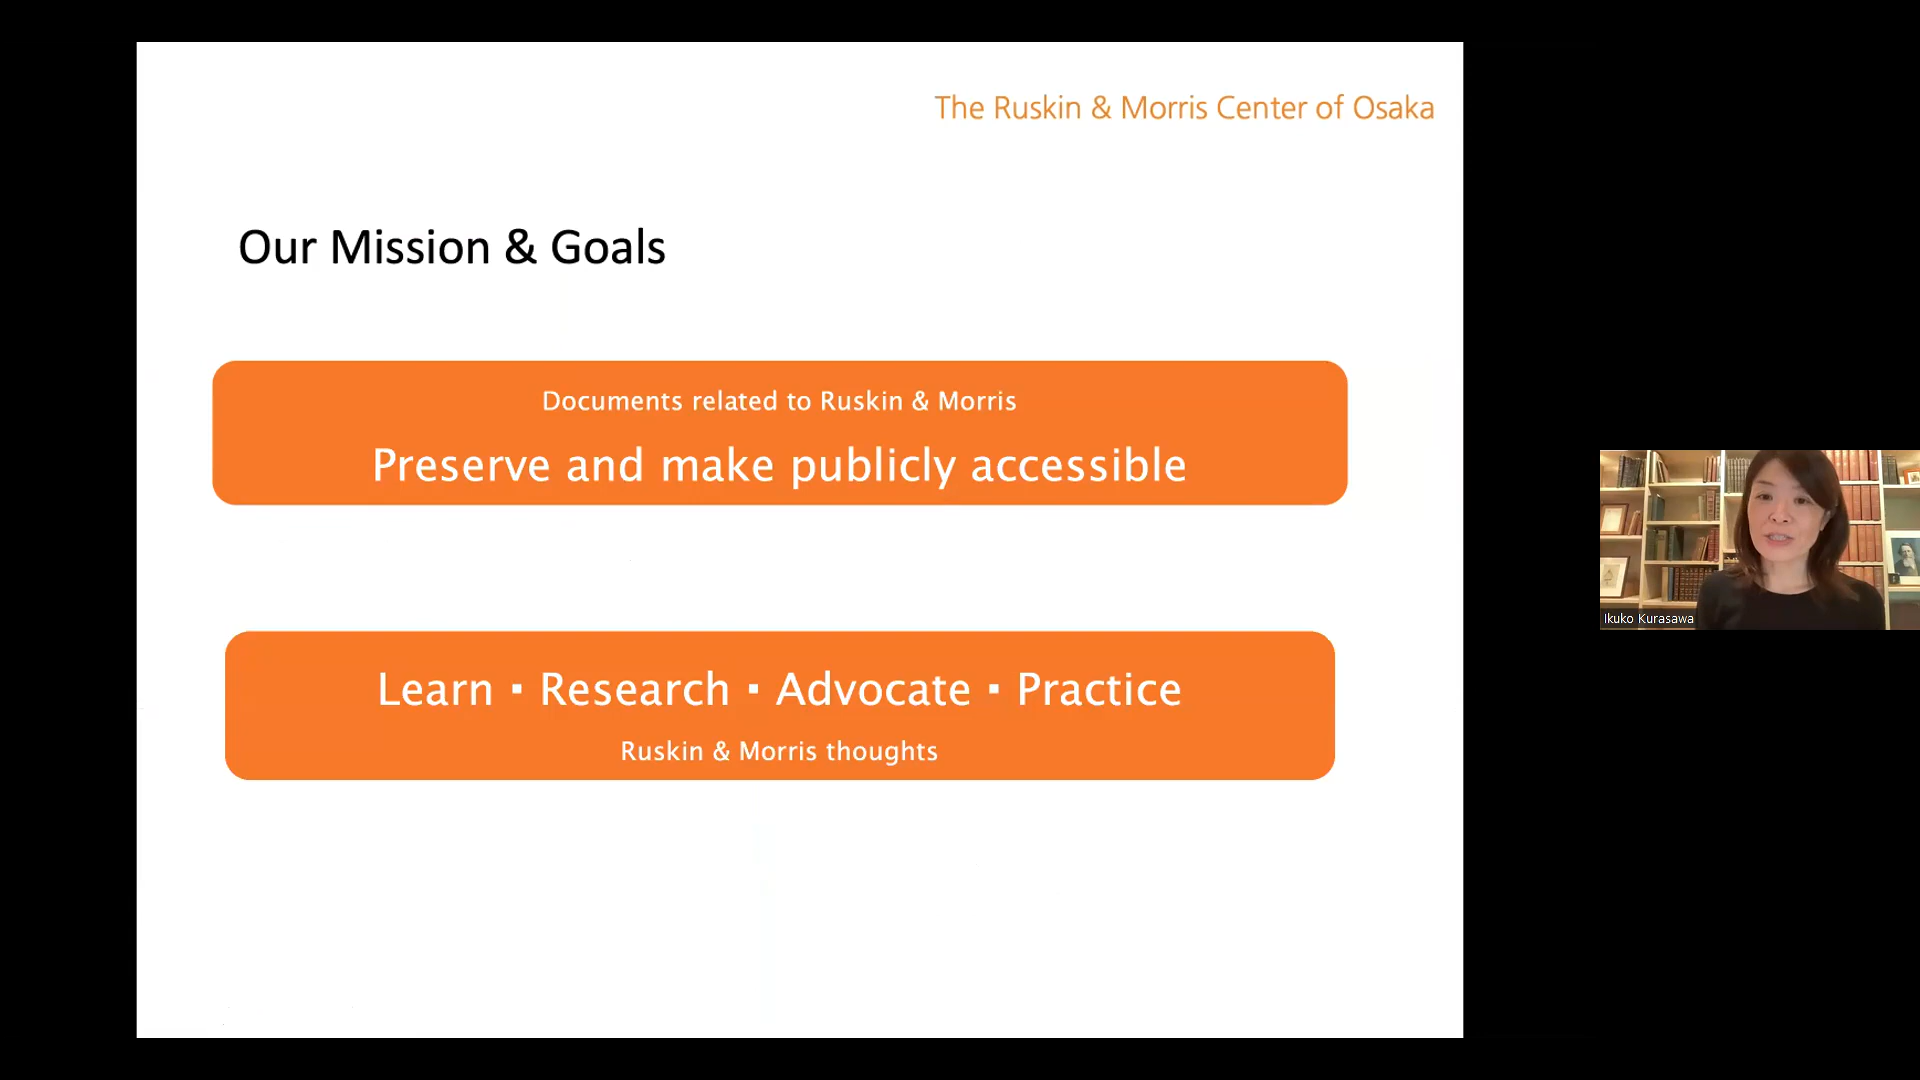 The Ruskin & Morris Center of Osaka
Our Mission & Goals
Documents related to Ruskin & Morris
Preserve and make publicly accessible
Learn ▪ Research ▪ Advocate ▪ Practice
Ruskin & Morris thoughts
Ikuko Kurasawa